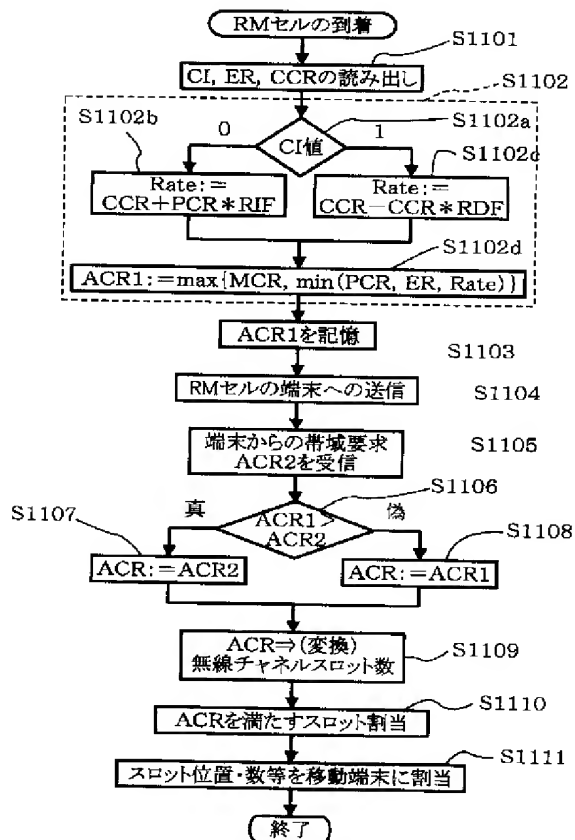 RMセルの到着
S1101
CI, ER, CCRの読み出し
S1102
S1102b
0
CI値
1
S1102a
S1102c
Rate:=
CCR+PCR*RIF
Rate:=
CCR−CCR*RDF
S1102d
ACR1:=max{MCR, min(PCR, ER, Rate)}
ACR1を記憶
S1103
RMセルの端末への送信
S1104
端末からの帯域要求
ACR2を受信
S1105
S1106
S1107
真
ACR1>
ACR2
偽
S1108
ACR:=ACR2
ACR:=ACR1
ACR⇒(変換)
無線チャネルスロット数
S1109
S1110
ACRを満たすスロット割当
S1111
スロット位置・数等を移動端末に割当
終了